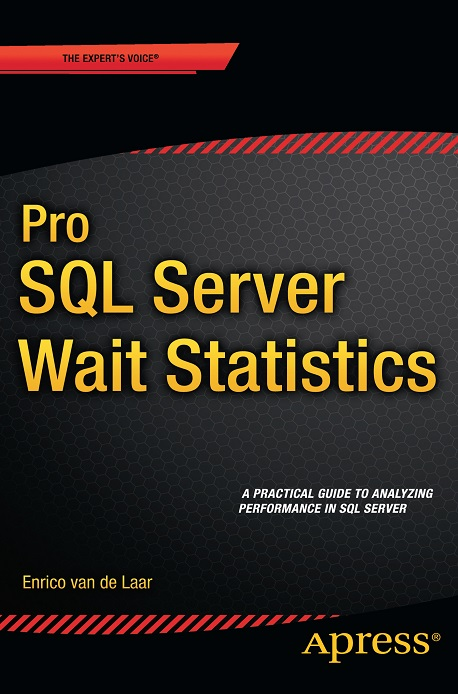 THE EXPERT'S VOICE®
Pro
SQL Server
Wait Statistics
A PRACTICAL GUIDE TO ANALYZING
PERFORMANCE IN SQL SERVER
Enrico van de Laar
Apress®